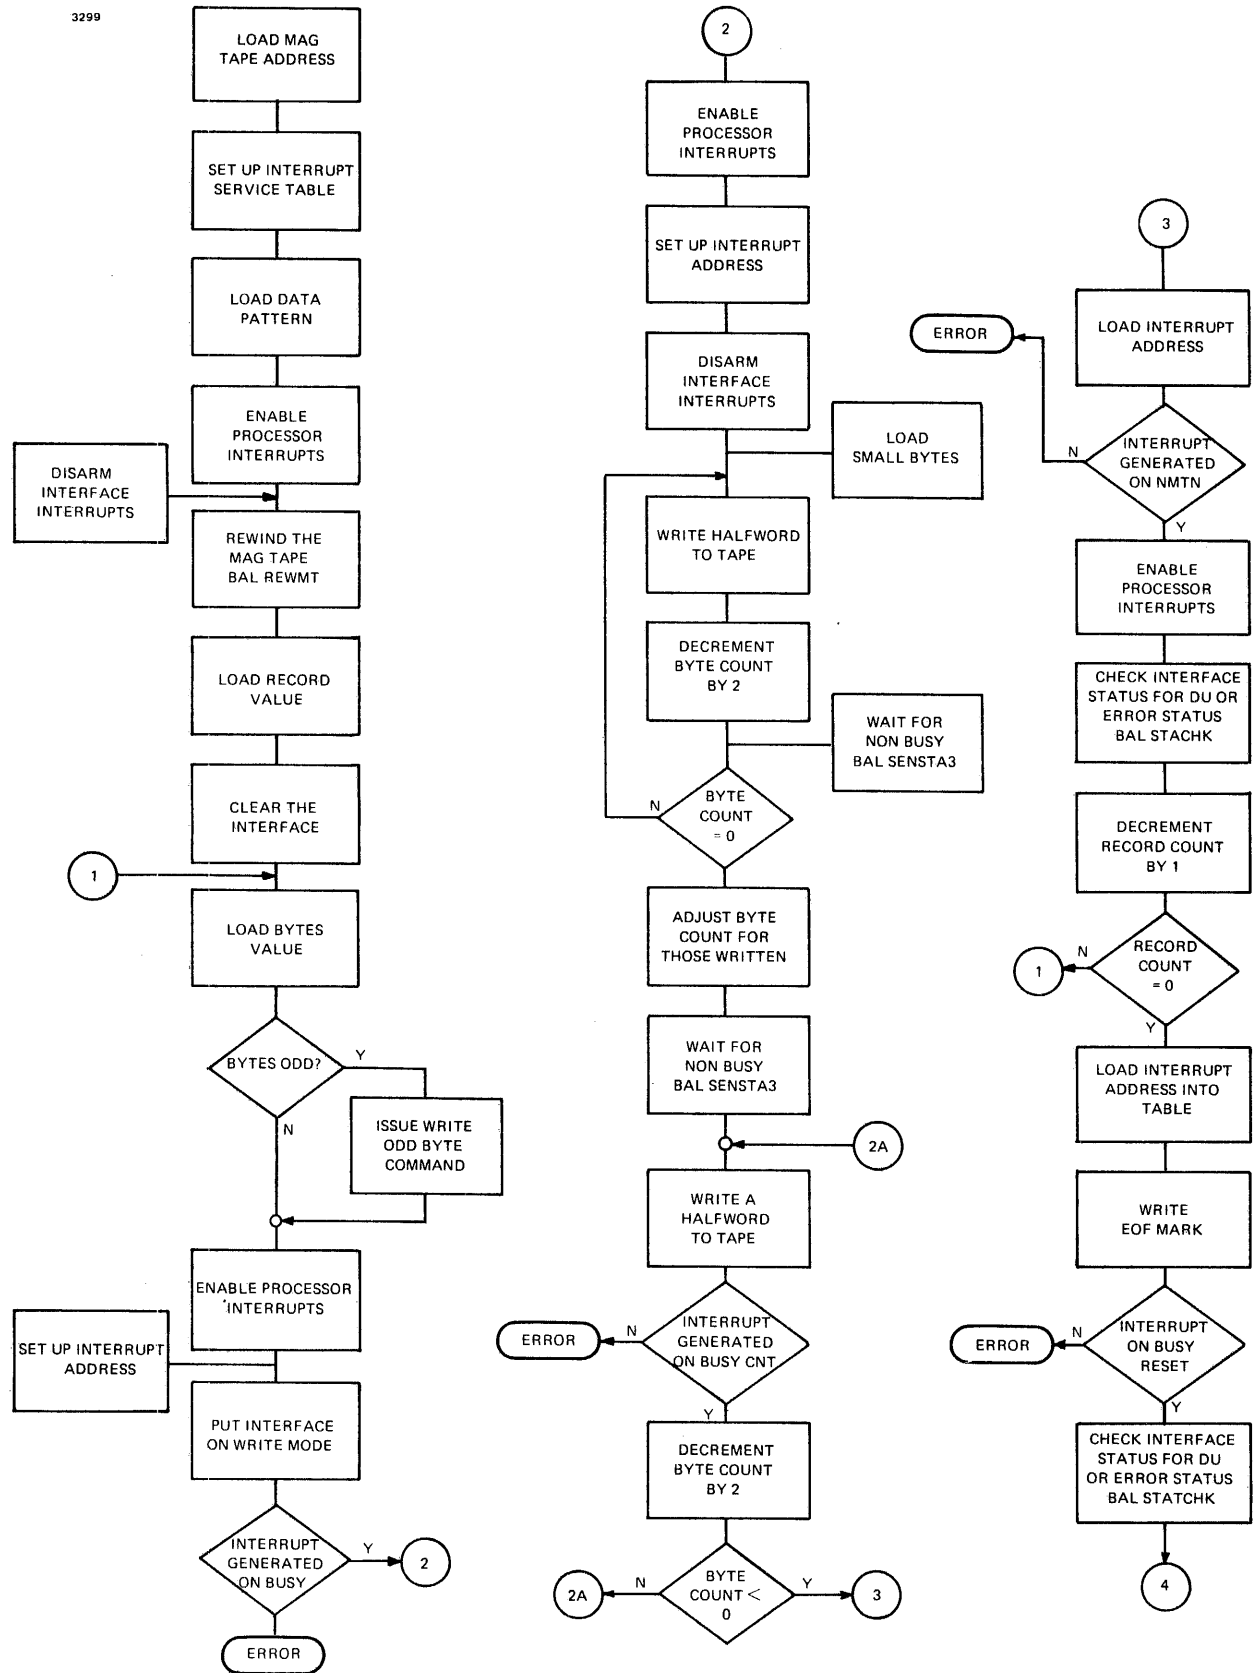 3299
LOAD MAG
TAPE ADDRESS
SET UP INTERRUPT
SERVICE TABLE
LOAD DATA
PATTERN
ENABLE
PROCESSOR
INTERRUPTS
DISARM
INTERFACE
INTERRUPTS
REWIND THE
MAG TAPE
BAL REWMT
LOAD RECORD
VALUE
CLEAR THE
INTERFACE
1
LOAD BYTES
VALUE
BYTES ODD?
Y
N
ISSUE WRITE
ODD BYTE
COMMAND
ENABLE PROCESSOR
INTERRUPTS
SET UP INTERRUPT
ADDRESS
PUT INTERFACE
ON WRITE MODE
INTERRUPT
GENERATED
ON BUSY
Y
2
ERROR
2
ENABLE
PROCESSOR
INTERRUPTS
SET UP INTERRUPT
ADDRESS
DISARM
INTERFACE
INTERRUPTS
LOAD
SMALL BYTES
WRITE HALFWORD
TO TAPE
DECREMENT
BYTE COUNT
BY 2
WAIT FOR
NON BUSY
BAL SENSTA3
N
BYTE
COUNT
= 0
ADJUST BYTE
COUNT FOR
THOSE WRITTEN
WAIT FOR
NON BUSY
BAL SENSTA3
2A
WRITE A
HALFWORD
TO TAPE
INTERRUPT
GENERATED
ON BUSY CNT
N
ERROR
Y
DECREMENT
BYTE COUNT
BY 2
BYTE
COUNT <
0
N
2A
Y
3
3
LOAD INTERRUPT
ADDRESS
ERROR
N
INTERRUPT
GENERATED
ON NMTN
Y
ENABLE
PROCESSOR
INTERRUPTS
CHECK INTERFACE
STATUS FOR DU OR
ERROR STATUS
BAL STACHK
DECREMENT
RECORD COUNT
BY 1
RECORD
COUNT
= 0
N
1
Y
LOAD INTERRUPT
ADDRESS INTO
TABLE
WRITE
EOF MARK
INTERRUPT
ON BUSY
RESET
N
ERROR
Y
CHECK INTERFACE
STATUS FOR DU
OR ERROR STATUS
BAL STATCHK
4